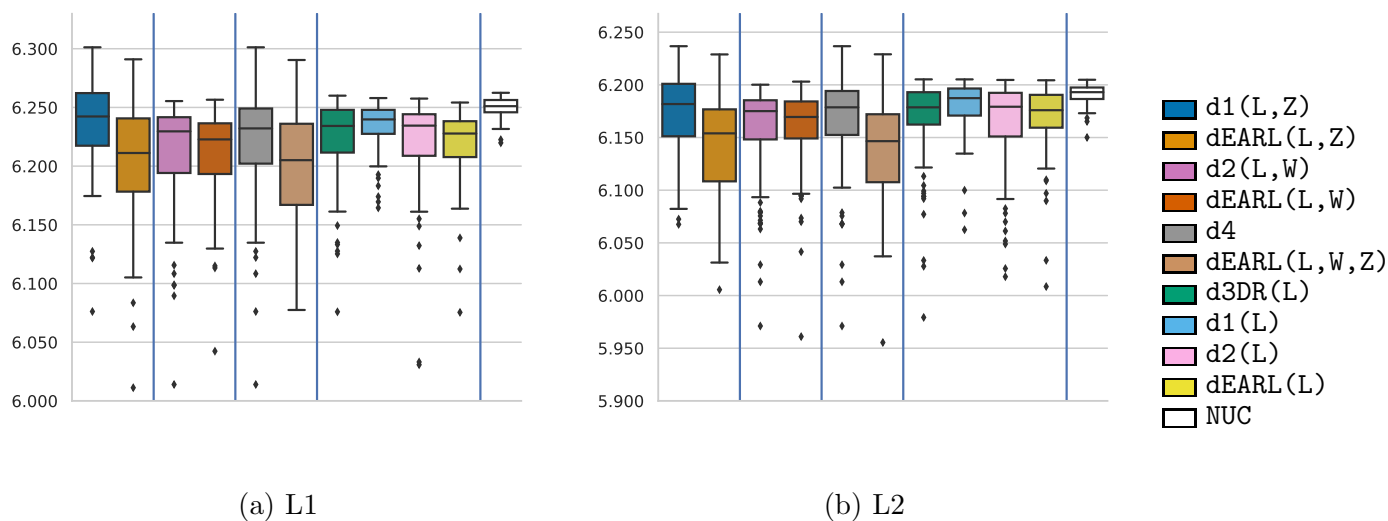 6.300
6.250
6.200
6.150
6.100
6.050
6.000
(a) L1
6.250
6.200
6.150
6.100
6.050
6.000
5.950
5.900
(b) L2
d1(L,Z)
dEARL(L,Z)
d2(L,W)
dEARL(L,W)
d4
dEARL(L,W,Z)
d3DR(L)
d1(L)
d2(L)
dEARL(L)
NUC